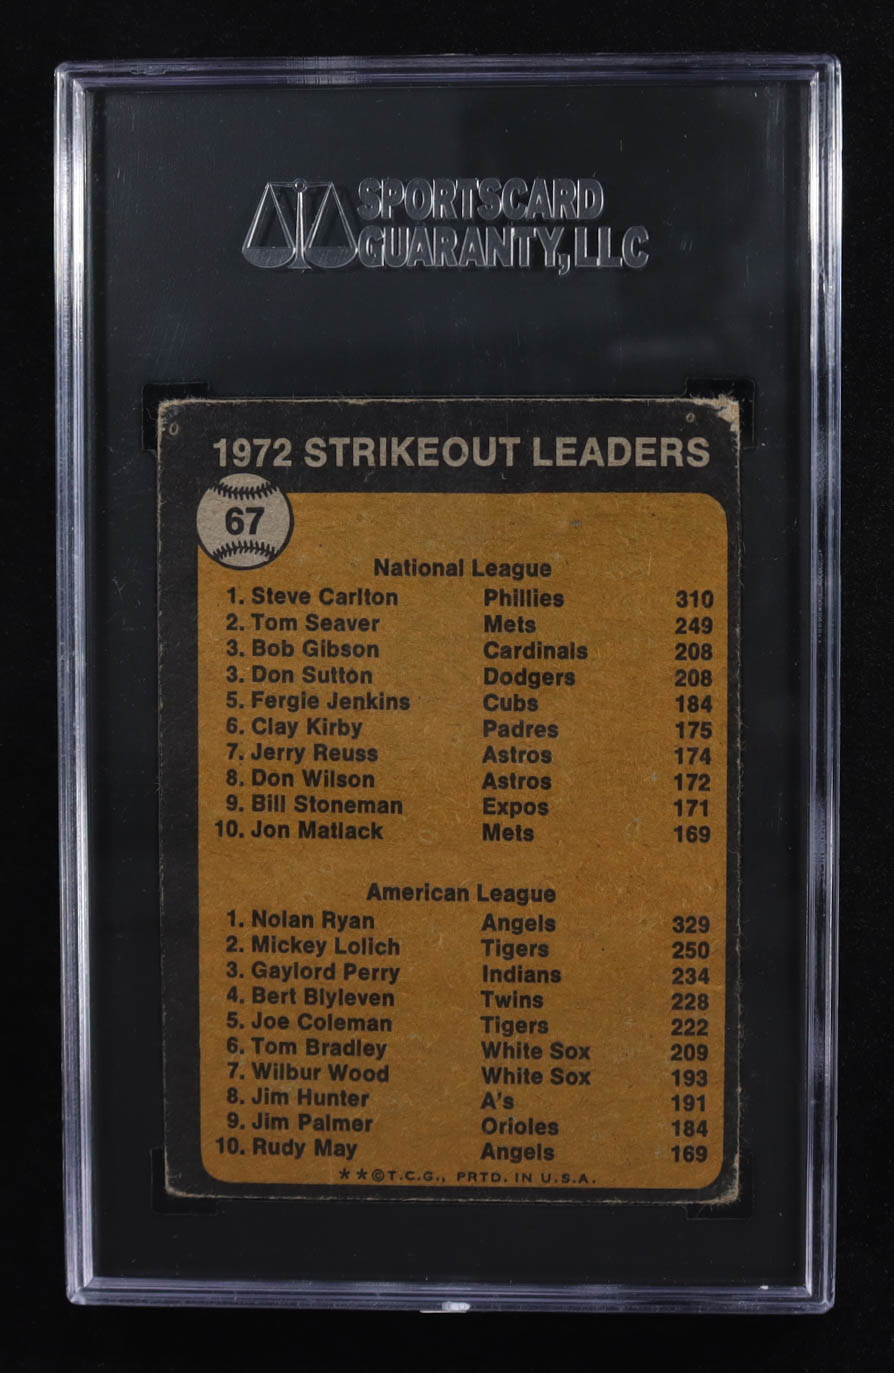 SPORTSCARD
GUARANTY, LLC
1972 STRIKEOUT LEADERS
67
National League
1. Steve Carlton Phillies 310
2. Tom Seaver Mets 249
3. Bob Gibson Cardinals 208
3. Don Sutton Dodgers 208
5. Fergie Jenkins Cubs 184
6. Clay Kirby Padres 175
7. Jerry Reuss Astros 174
8. Don Wilson Astros 172
9. Bill Stoneman Expos 171
10. Jon Matlack Mets 169
American League
1. Nolan Ryan Angels 329
2. Mickey Lolich Tigers 250
3. Gaylord Perry Indians 234
4. Bert Blyleven Twins 228
5. Joe Coleman Tigers 222
6. Tom Bradley White Sox 209
7. Wilbur Wood White Sox 193
8. Jim Hunter A's 191
9. Jim Palmer Orioles 184
10. Rudy May Angels 169
**©T.C.G., PRTD. IN U.S.A.